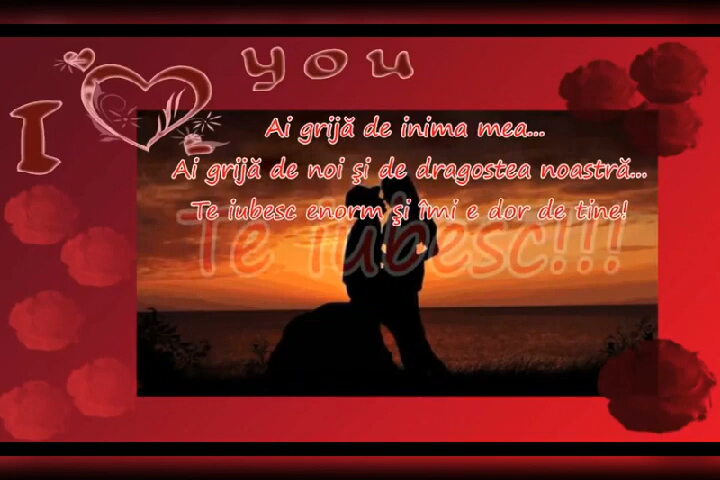 I you
Ai grijă de inima mea...
Ai grijă de noi şi de dragostea noastră...
Te iubesc enorm şi îmi e dor de tine!
Te iubesc!!!